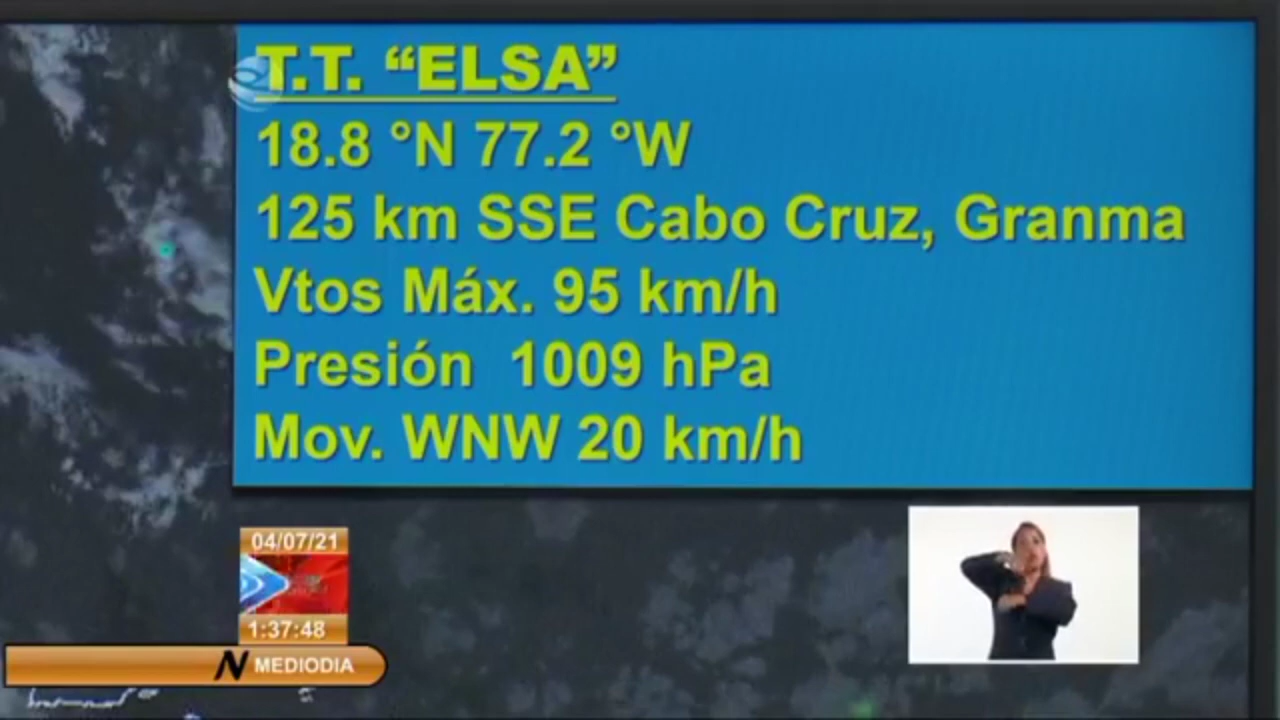 T.T. “ELSA”
18.8 °N 77.2 °W
125 km SSE Cabo Cruz, Granma
Vtos Máx. 95 km/h
Presión 1009 hPa
Mov. WNW 20 km/h
04/07/21
1:37:48
N MEDIODIA